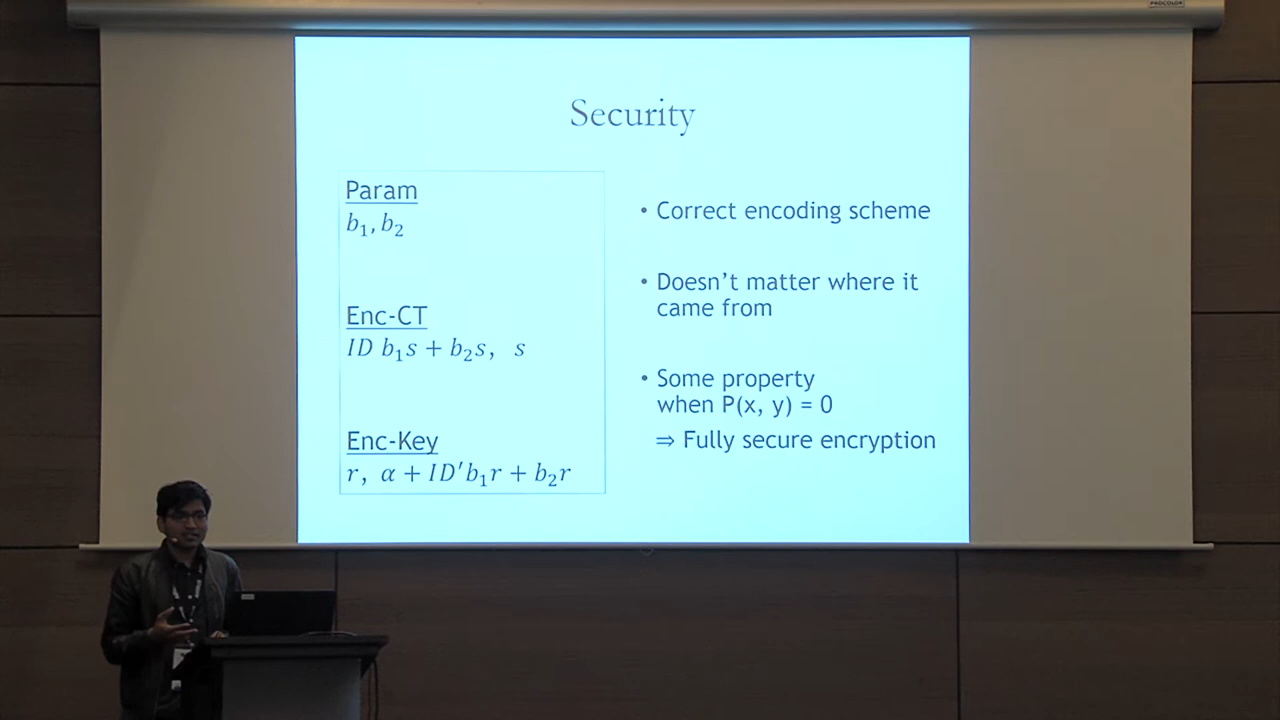 PROCOLOR
Security
Param
b₁, b₂
Enc-CT
ID b₁s + b₂s, s
Enc-Key
r, α + ID′b₁r + b₂r
• Correct encoding scheme
• Doesn't matter where it
came from
• Some property
when P(x, y) = 0
⇒ Fully secure encryption